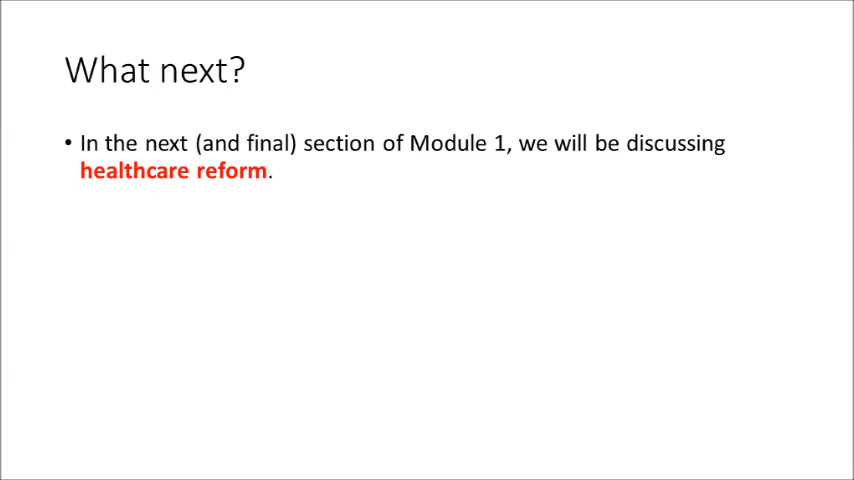 What next?
• In the next (and final) section of Module 1, we will be discussing
healthcare reform.